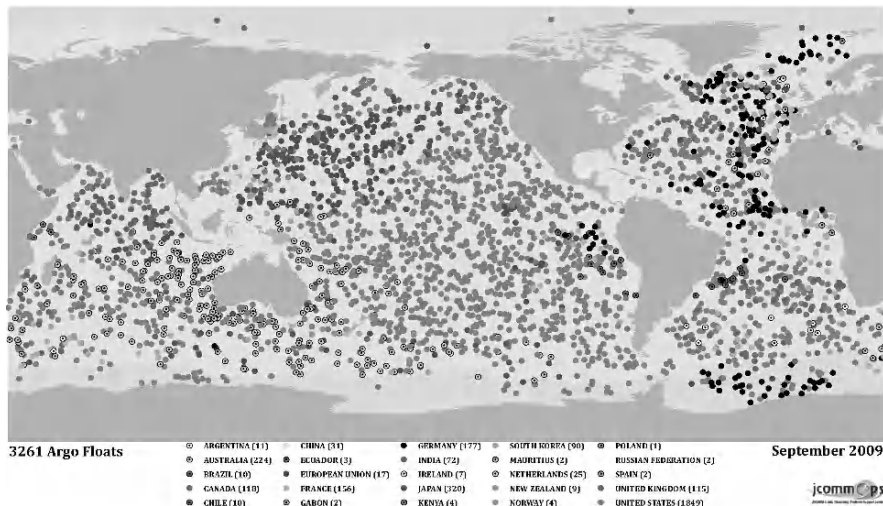 3261 Argo Floats
September 2009
ARGENTINA (11) CHINA (31) GERMANY (177) SOUTH KOREA (90) POLAND (1)
AUSTRALIA (224) ECUADOR (3) INDIA (72) MAURITIUS (2) RUSSIAN FEDERATION (2)
BRAZIL (10) EUROPEAN UNION (17) IRELAND (7) NETHERLANDS (25) SPAIN (2)
CANADA (118) FRANCE (156) JAPAN (320) NEW ZEALAND (9) UNITED KINGDOM (115)
CHILE (10) GABON (2) KENYA (4) NORWAY (4) UNITED STATES (1849)
jcommops